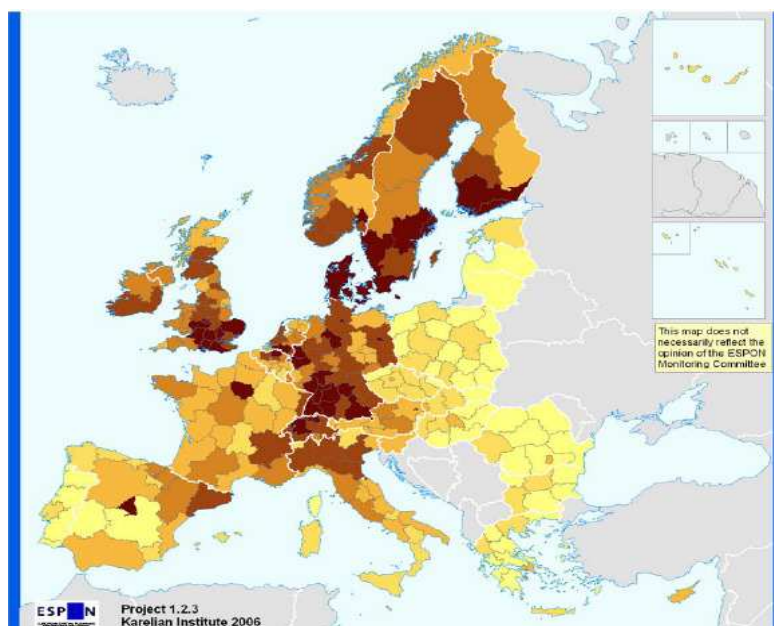 This map does not
necessarily reflect the
opinion of the ESPON
Monitoring Committee
ESPON
Project 1.2.3
Karelian Institute 2006